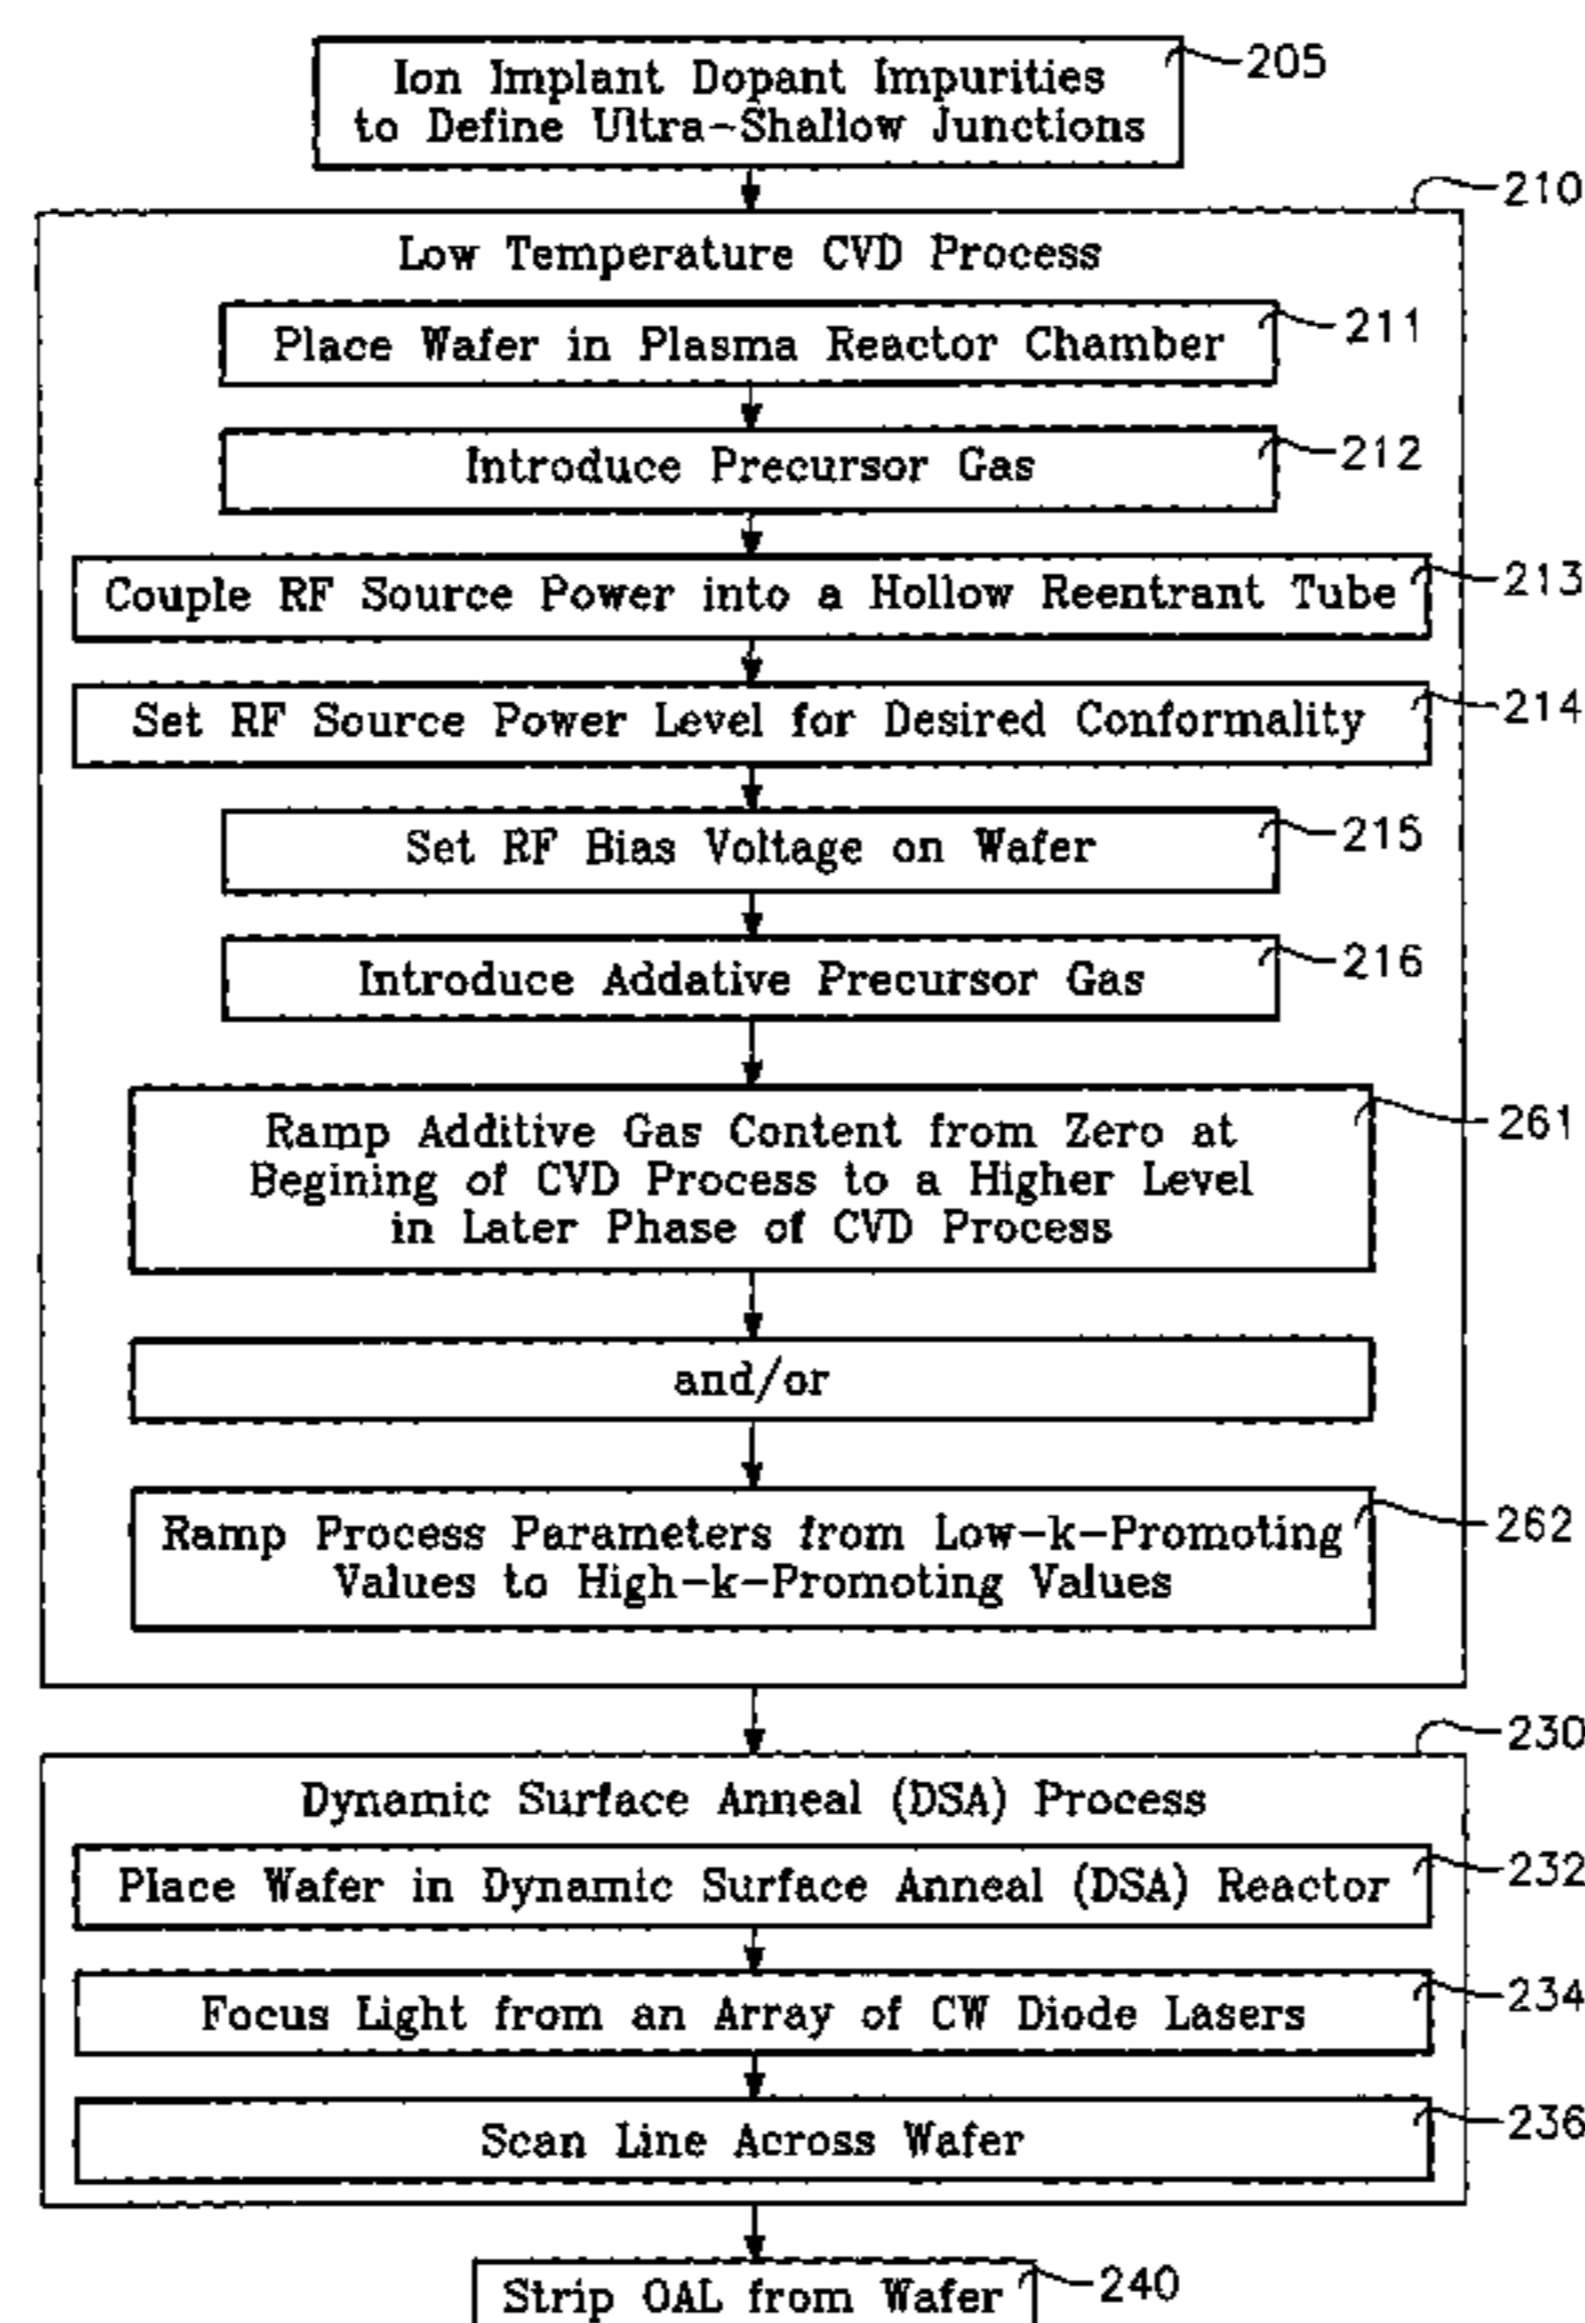 Ion Implant Dopant Impurities
to Define Ultra-Shallow Junctions
205
210
Low Temperature CVD Process
Place Wafer in Plasma Reactor Chamber
211
Introduce Precursor Gas
212
Couple RF Source Power into a Hollow Reentrant Tube
213
Set RF Source Power Level for Desired Conformality
214
Set RF Bias Voltage on Wafer
215
Introduce Addative Precursor Gas
216
Ramp Additive Gas Content from Zero at
Begining of CVD Process to a Higher Level
in Later Phase of CVD Process
261
and/or
Ramp Process Parameters from Low-k-Promoting
Values to High-k-Promoting Values
262
230
Dynamic Surface Anneal (DSA) Process
Place Wafer in Dynamic Surface Anneal (DSA) Reactor
232
Focus Light from an Array of CW Diode Lasers
234
Scan Line Across Wafer
236
Strip OAL from Wafer
240